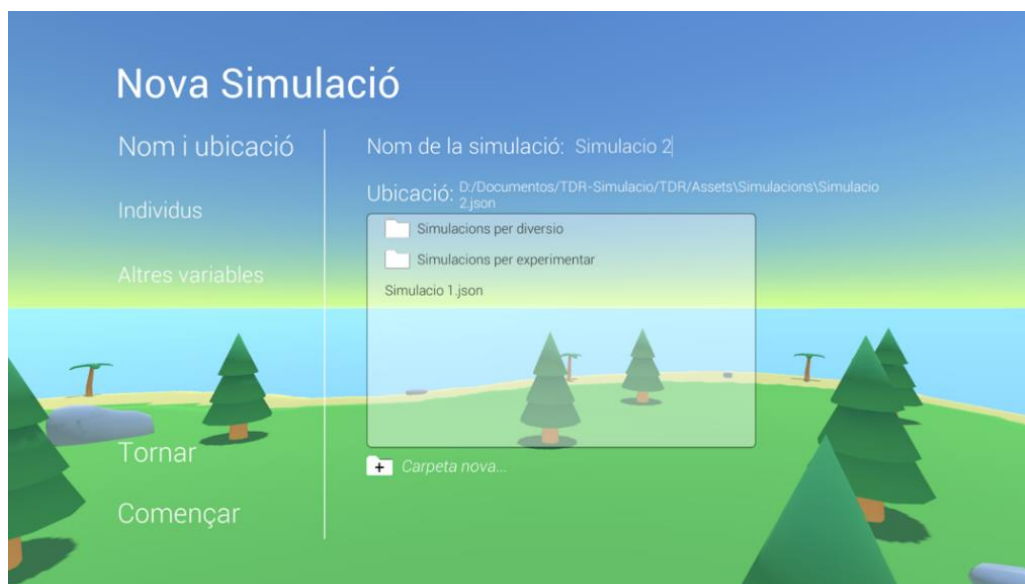 Nova Simulació
Nom i ubicació
Individus
Altres variables
Tornar
Començar
Nom de la simulació: Simulacio 2
Ubicació: D:/Documentos/TDR-Simulacio/TDR/Assets\Simulacions\Simulacio
2.json
Simulacions per diversio
Simulacions per experimentar
Simulacio 1.json
Carpeta nova...